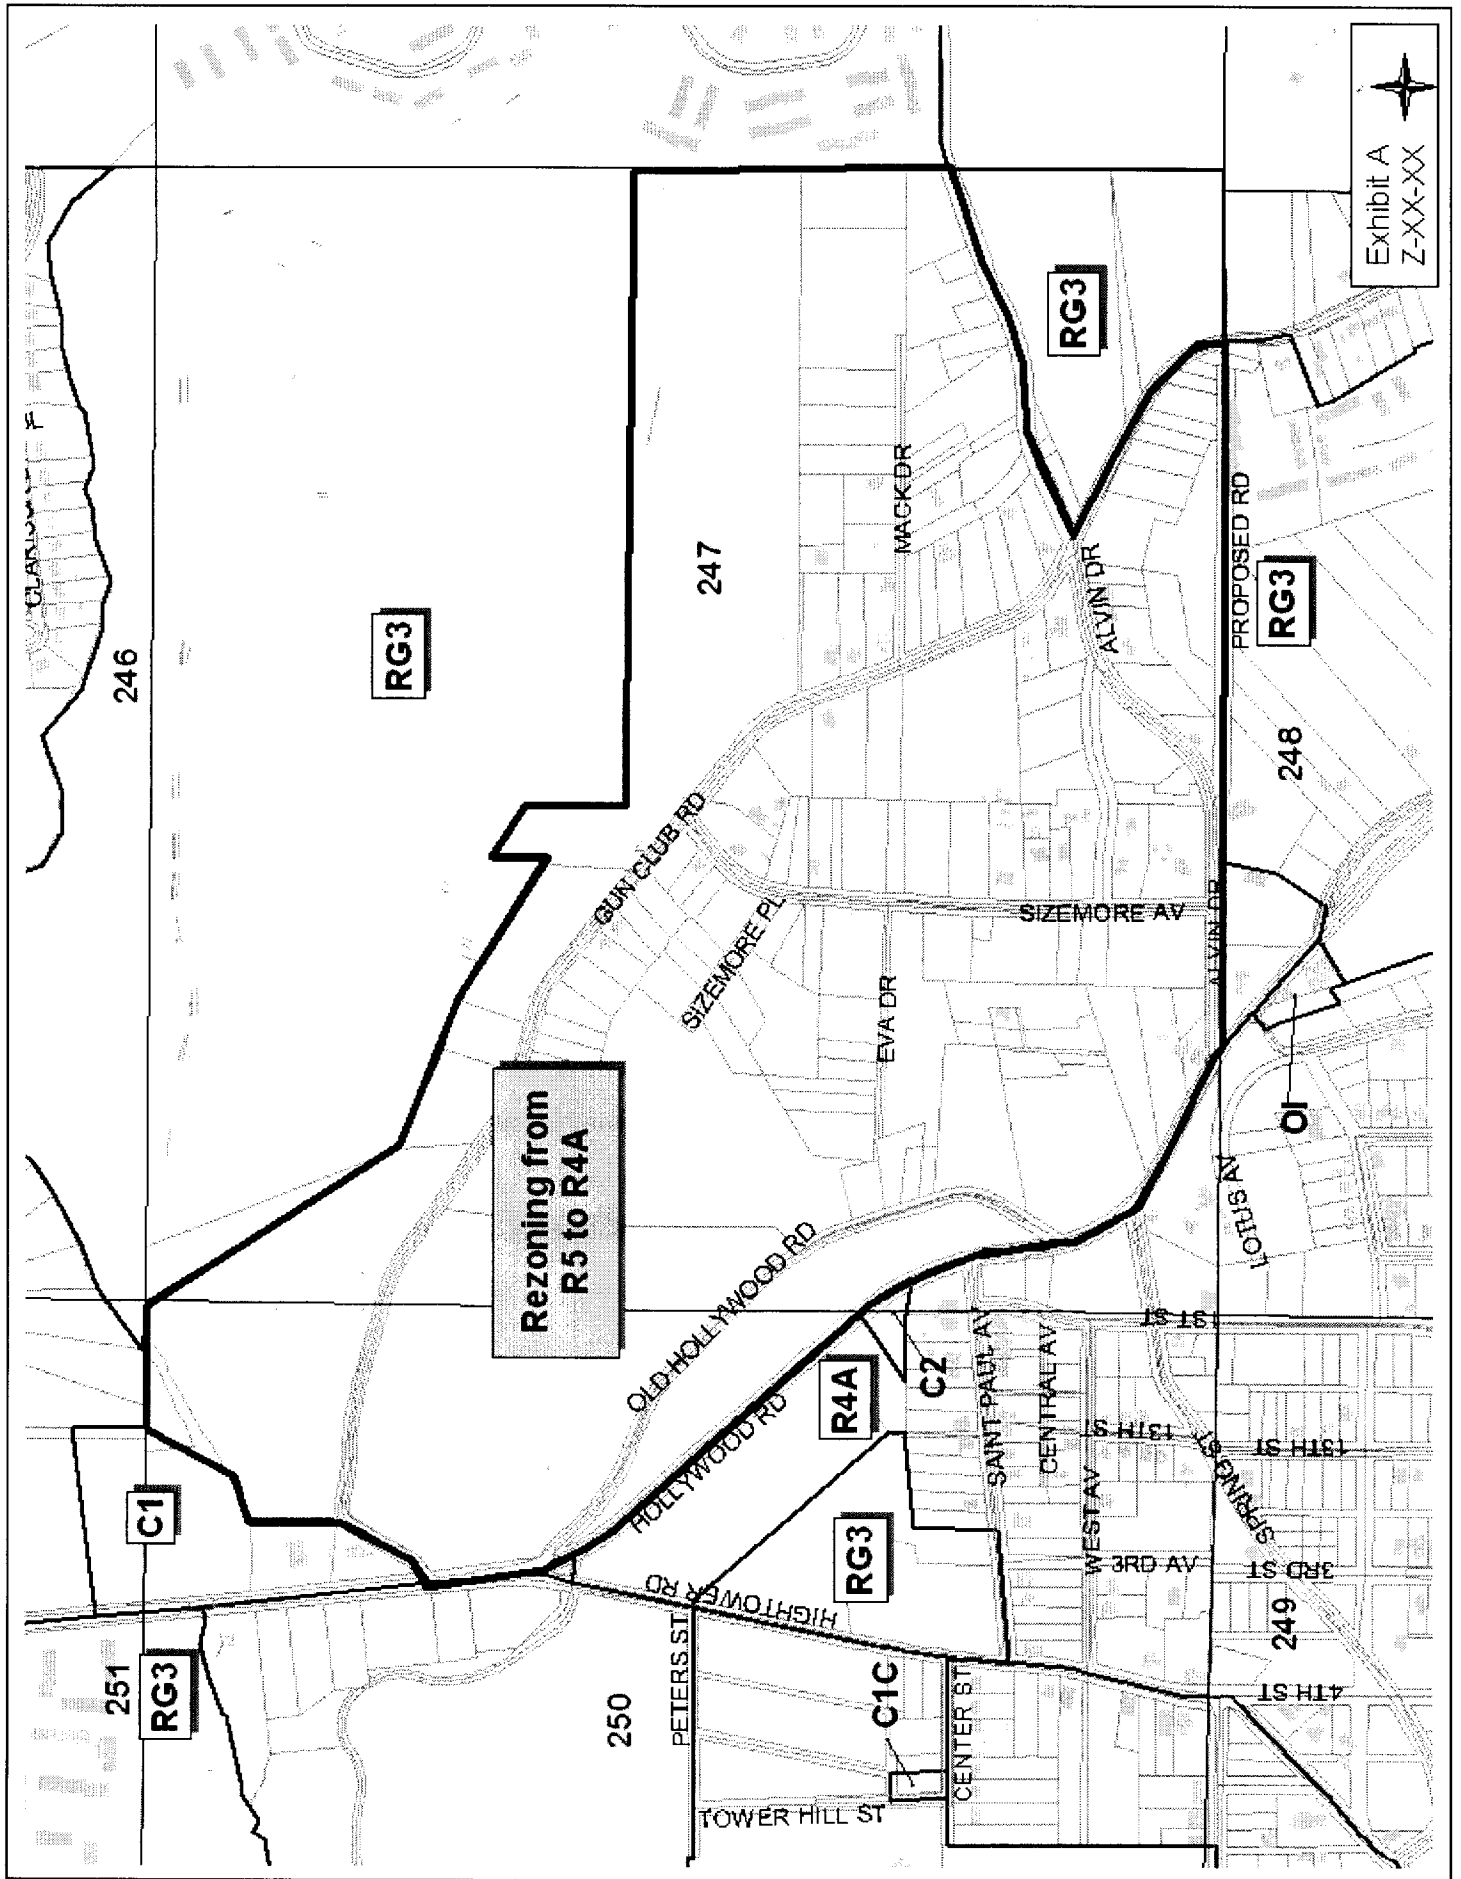 Exhibit A
Z-XX-XX
246
RG3
247
MACK DR
RG3
ALVIN DR
PROPOSED RD
RG3
248
GUN CLUB RD
SIZEMORE PL
SIZEMORE AV
ALVIN DR
EVA DR
Rezoning from
R5 to R4A
OI
LOTUS AV
OLD HOLLYWOOD RD
HOLLYWOOD RD
C1
R4A
C2
SAINT PAUL AV
CENTRAL AV
1ST ST
13TH ST
13TH ST
WEST AV
SPRING ST
RG3
3RD AV
3RD ST
249
HIGHTOWER RD
4TH ST
251
RG3
250
PETERS ST
C1C
CENTER ST
TOWER HILL ST